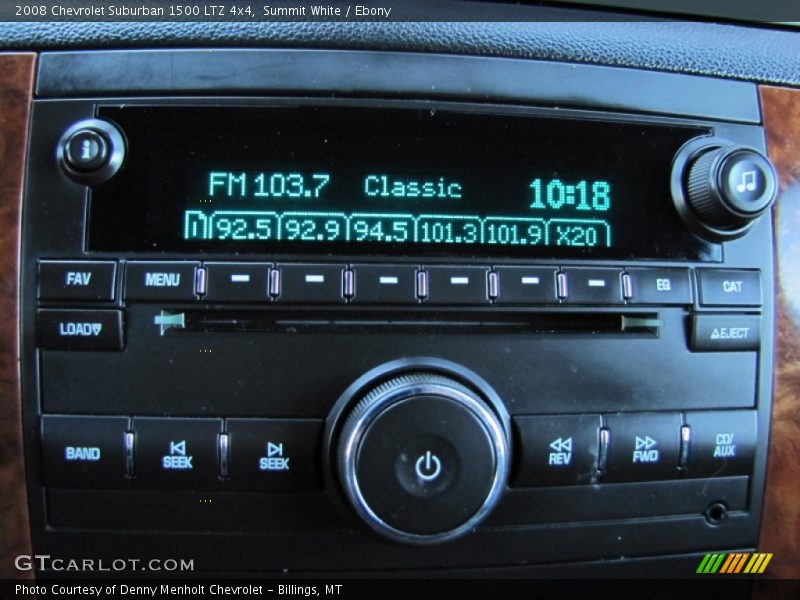 2008 Chevrolet Suburban 1500 LTZ 4x4, Summit White / Ebony
i
FM 103.7 Classic 10:18
92.5 92.9 94.5 101.3 101.9 X20
FAV MENU EQ CAT
LOAD EJECT
BAND SEEK SEEK REV FWD CD/AUX
GTCARLOT.COM
Photo Courtesy of Denny Menholt Chevrolet - Billings, MT